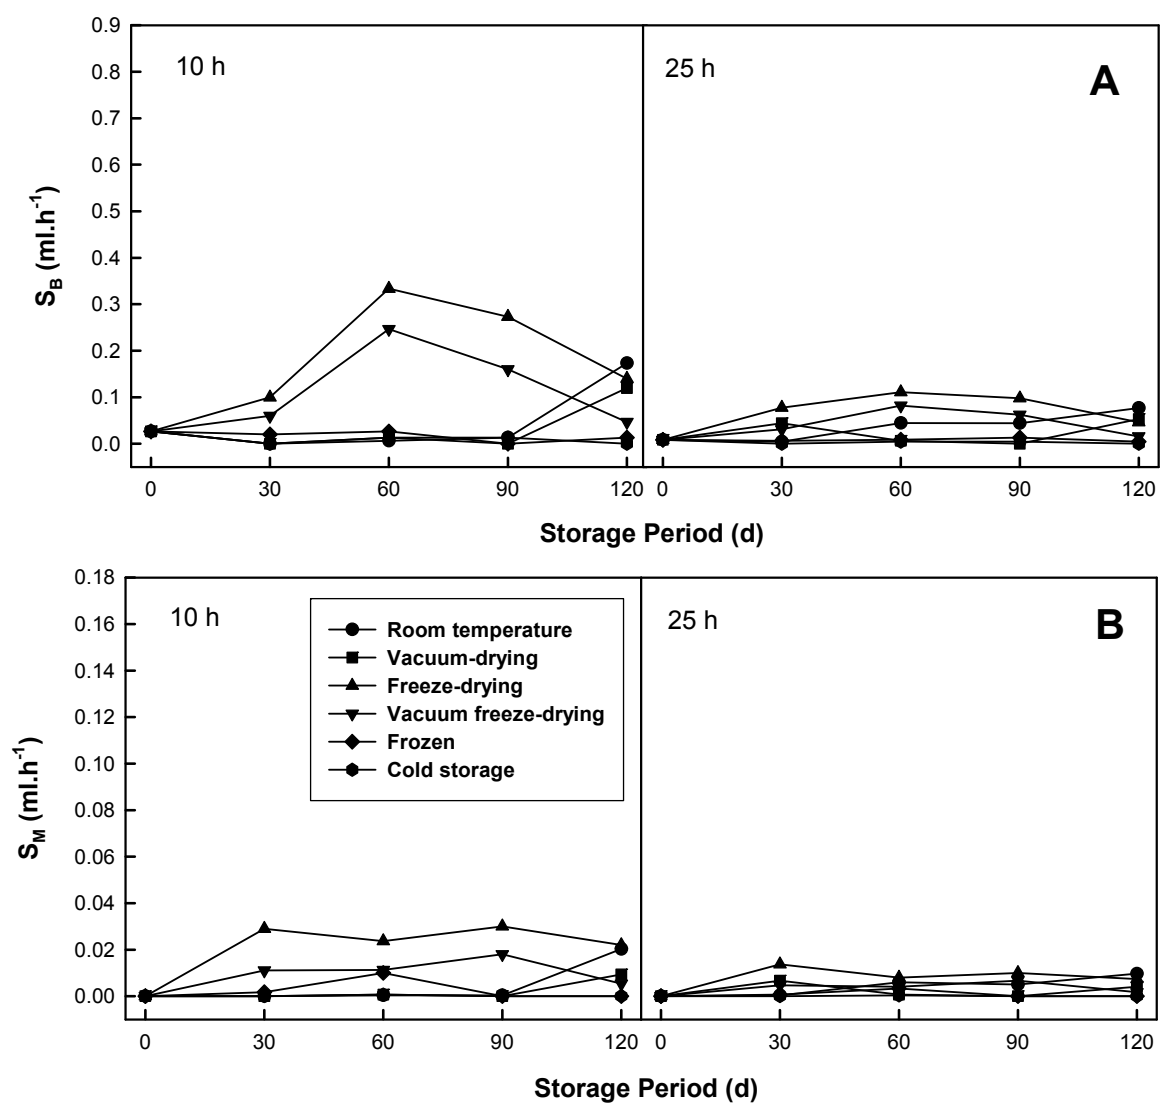 0.9
0.8
0.7
0.6
0.5
0.4
0.3
0.2
0.1
0.0
S_B (ml.h⁻¹)
10 h
25 h
A
0 30 60 90 120 0 30 60 90 120
Storage Period (d)
0.18
0.16
0.14
0.12
0.10
0.08
0.06
0.04
0.02
0.00
S_M (ml.h⁻¹)
10 h
25 h
B
Room temperature
Vacuum-drying
Freeze-drying
Vacuum freeze-drying
Frozen
Cold storage
0 30 60 90 120 0 30 60 90 120
Storage Period (d)